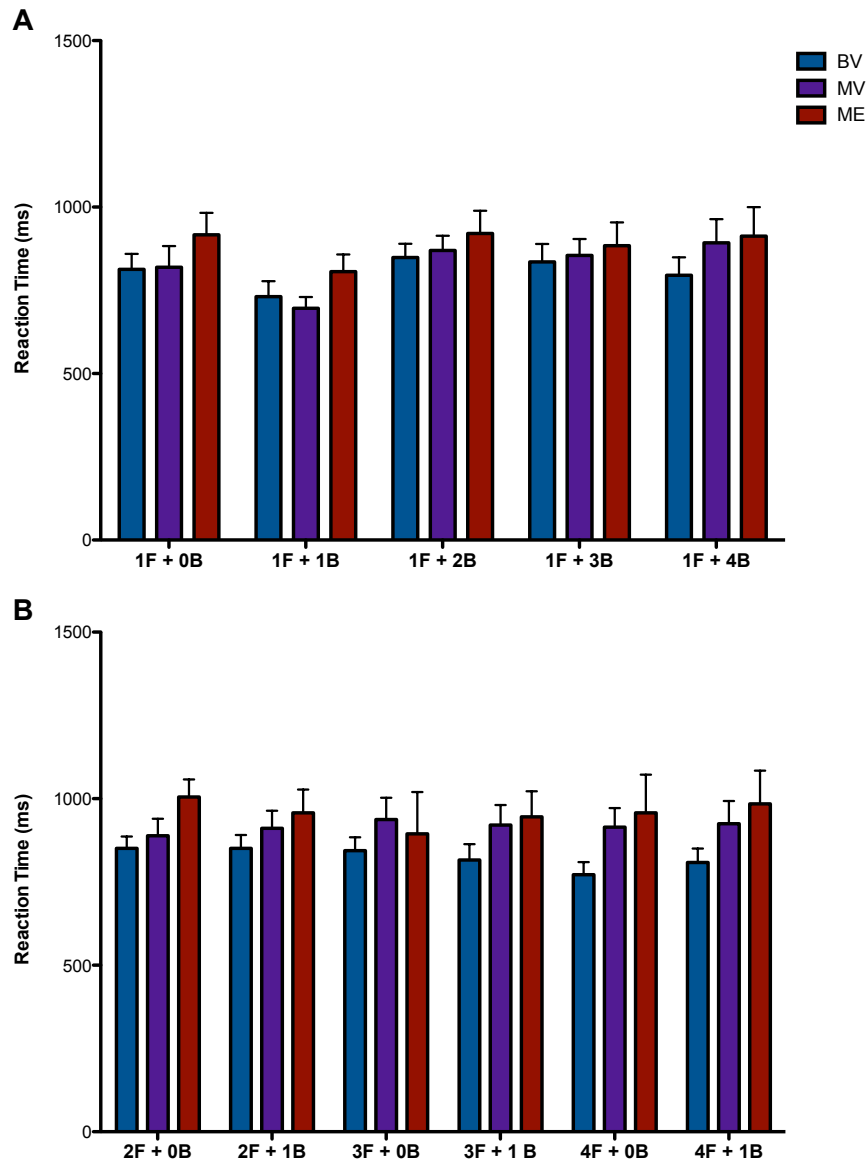 A
1500
1000
500
0
Reaction Time (ms)
BV
MV
ME
1F + 0B 1F + 1B 1F + 2B 1F + 3B 1F + 4B
B
1500
1000
500
0
Reaction Time (ms)
2F + 0B 2F + 1B 3F + 0B 3F + 1 B 4F + 0B 4F + 1B